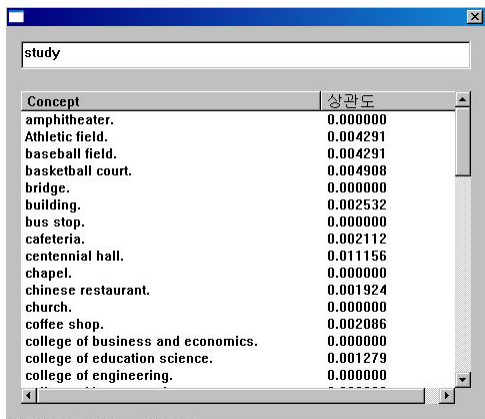 study
Concept 상관도
amphitheater. 0.000000
Athletic field. 0.004291
baseball field. 0.004291
basketball court. 0.004908
bridge. 0.000000
building. 0.002532
bus stop. 0.000000
cafeteria. 0.002112
centennial hall. 0.011156
chapel. 0.000000
chinese restaurant. 0.001924
church. 0.000000
coffee shop. 0.002086
college of business and economics. 0.000000
college of education science. 0.001279
college of engineering. 0.000000